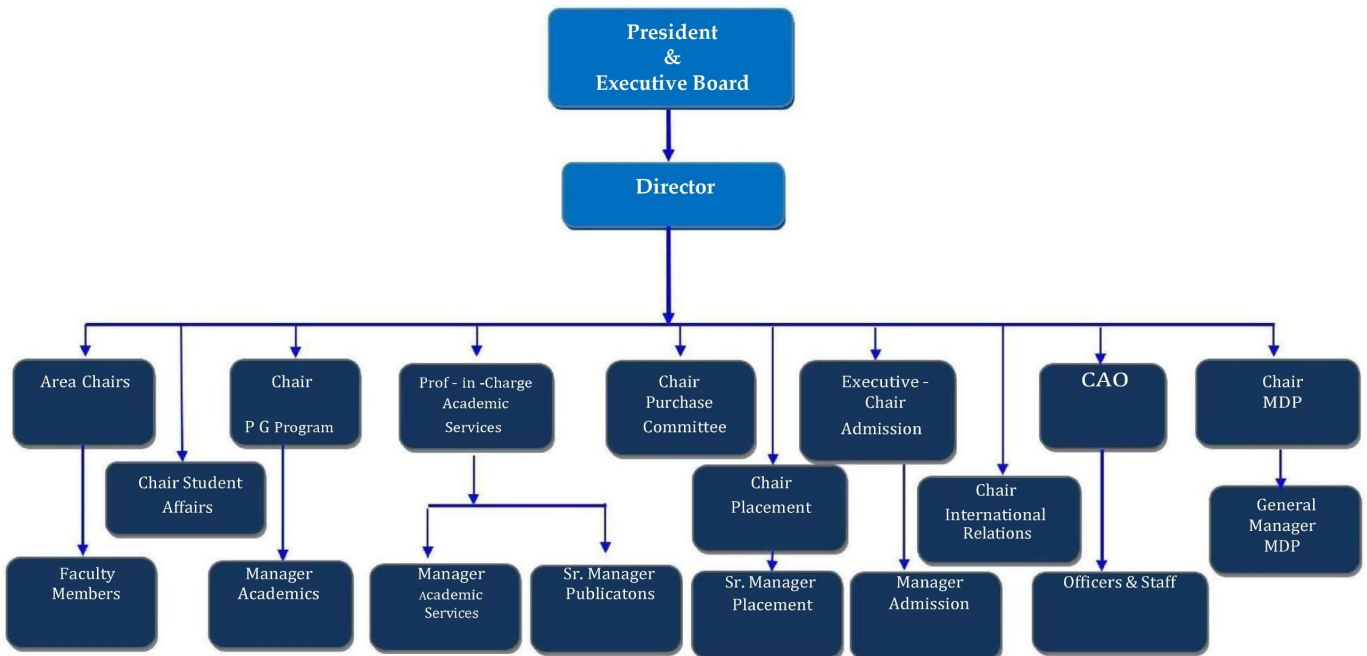 President
&
Executive Board
Director
Area Chairs
Chair
P G Program
Prof - in -Charge
Academic
Services
Chair
Purchase
Committee
Executive -
Chair
Admission
CAO
Chair
MDP
Chair Student
Affairs
Chair
Placement
Chair
International
Relations
General
Manager
MDP
Faculty
Members
Manager
Academics
Manager
Academic
Services
Sr. Manager
Publicatons
Sr. Manager
Placement
Manager
Admission
Officers & Staff